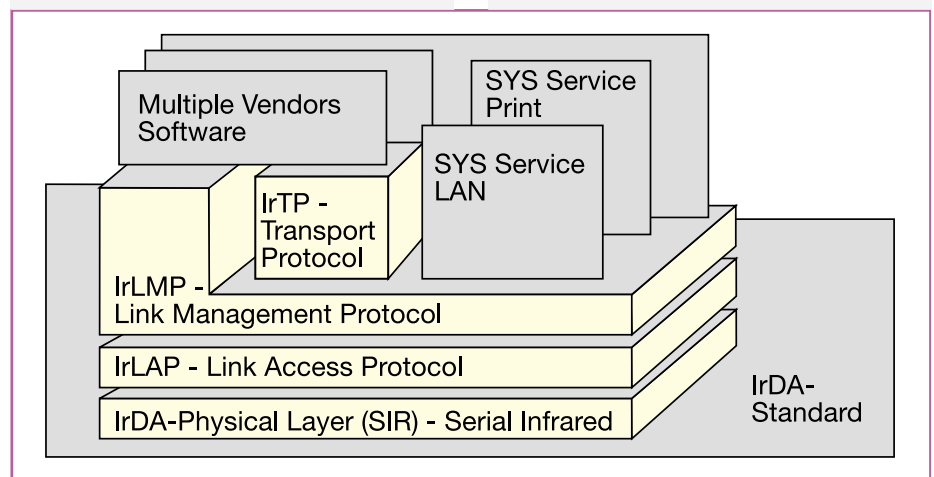 Multiple Vendors
Software
SYS Service
Print
SYS Service
LAN
IrTP -
Transport
Protocol
IrLMP -
Link Management Protocol
IrLAP - Link Access Protocol
IrDA-Physical Layer (SIR) - Serial Infrared
IrDA-
Standard